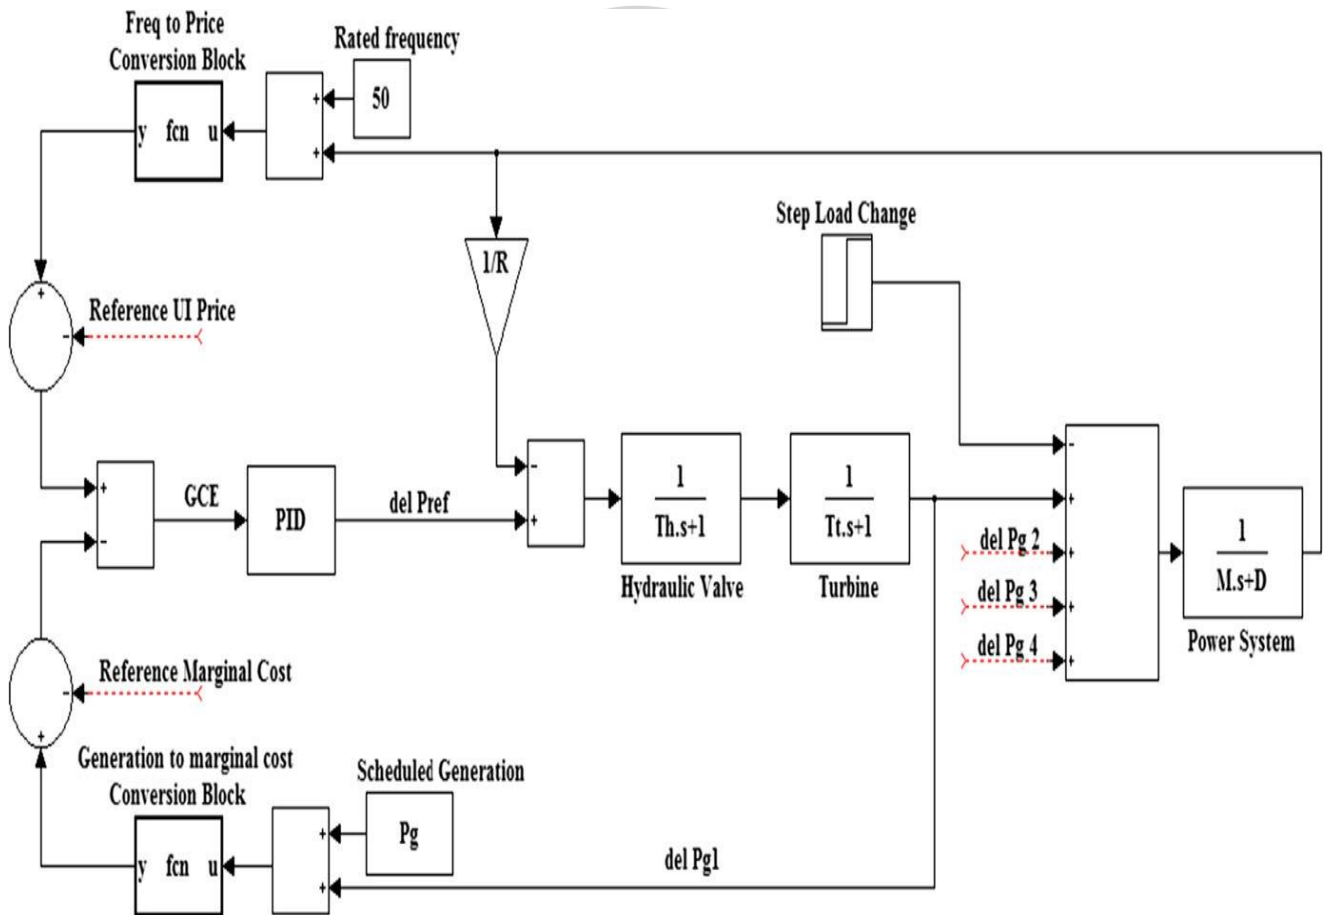 Freq to Price
Conversion Block
Rated frequency
50
+
+
y fcn u
Step Load Change
1/R
+
Reference UI Price
-
-
+
GCE
PID
del Pref
-
+
1
Th.s+1
Hydraulic Valve
1
Tt.s+1
Turbine
+
-
del Pg 2
+
del Pg 3
+
del Pg 4
+
1
M.s+D
Power System
Reference Marginal Cost
-
+
Generation to marginal cost
Conversion Block
Scheduled Generation
Pg
+
+
y fcn u
del Pg1